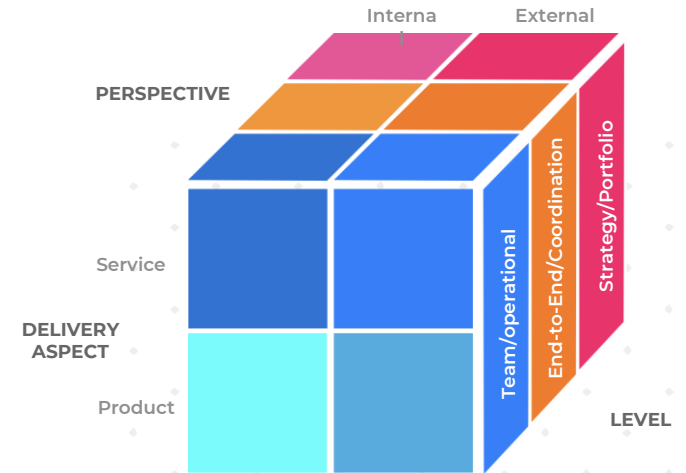 Interna
l
External
PERSPECTIVE
Service
DELIVERY
ASPECT
Product
Team/operational
End-to-End/Coordination
Strategy/Portfolio
LEVEL